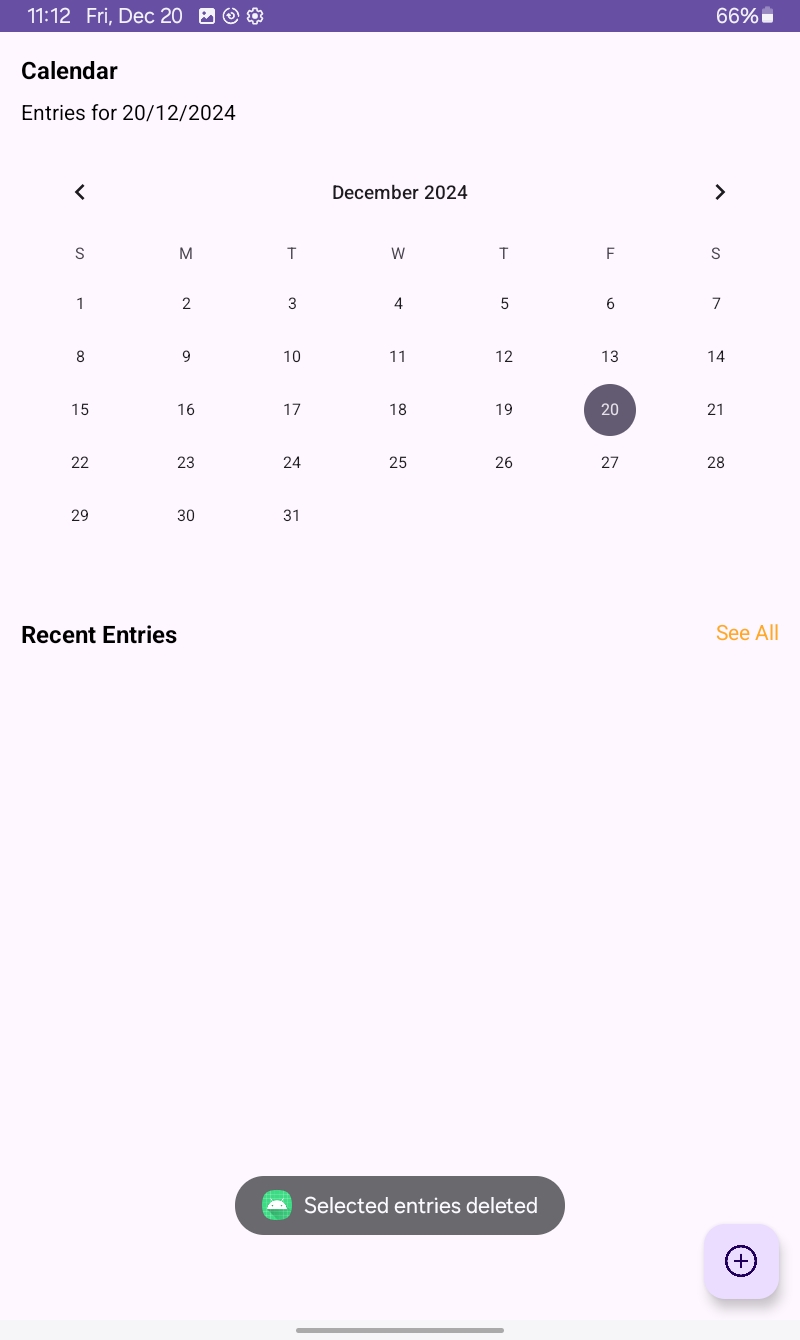 11:12 Fri, Dec 20 66%
Calendar
Entries for 20/12/2024
December 2024
S M T W T F S
1 2 3 4 5 6 7
8 9 10 11 12 13 14
15 16 17 18 19 20 21
22 23 24 25 26 27 28
29 30 31
Recent Entries See All
Selected entries deleted